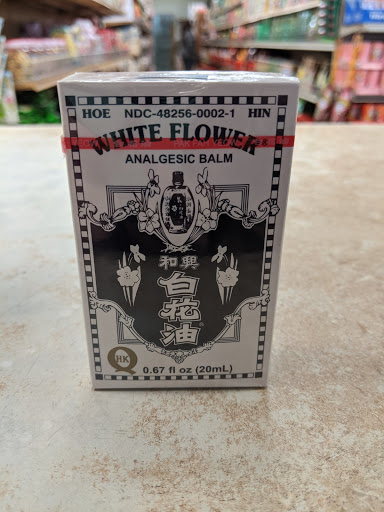 HOE NDC-48256-0002-1 HIN
WHITE FLOWER
ANALGESIC BALM
和興
白花油®
HK
0.67 fl oz (20mL)